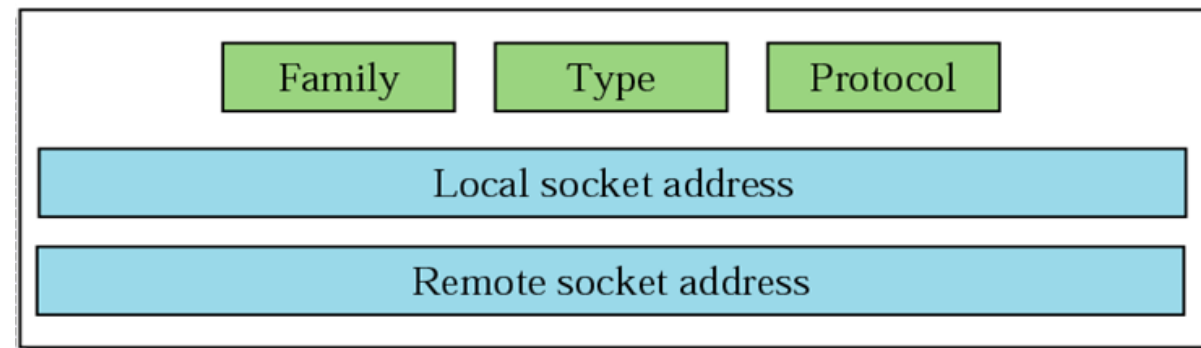 Family Type Protocol
Local socket address
Remote socket address